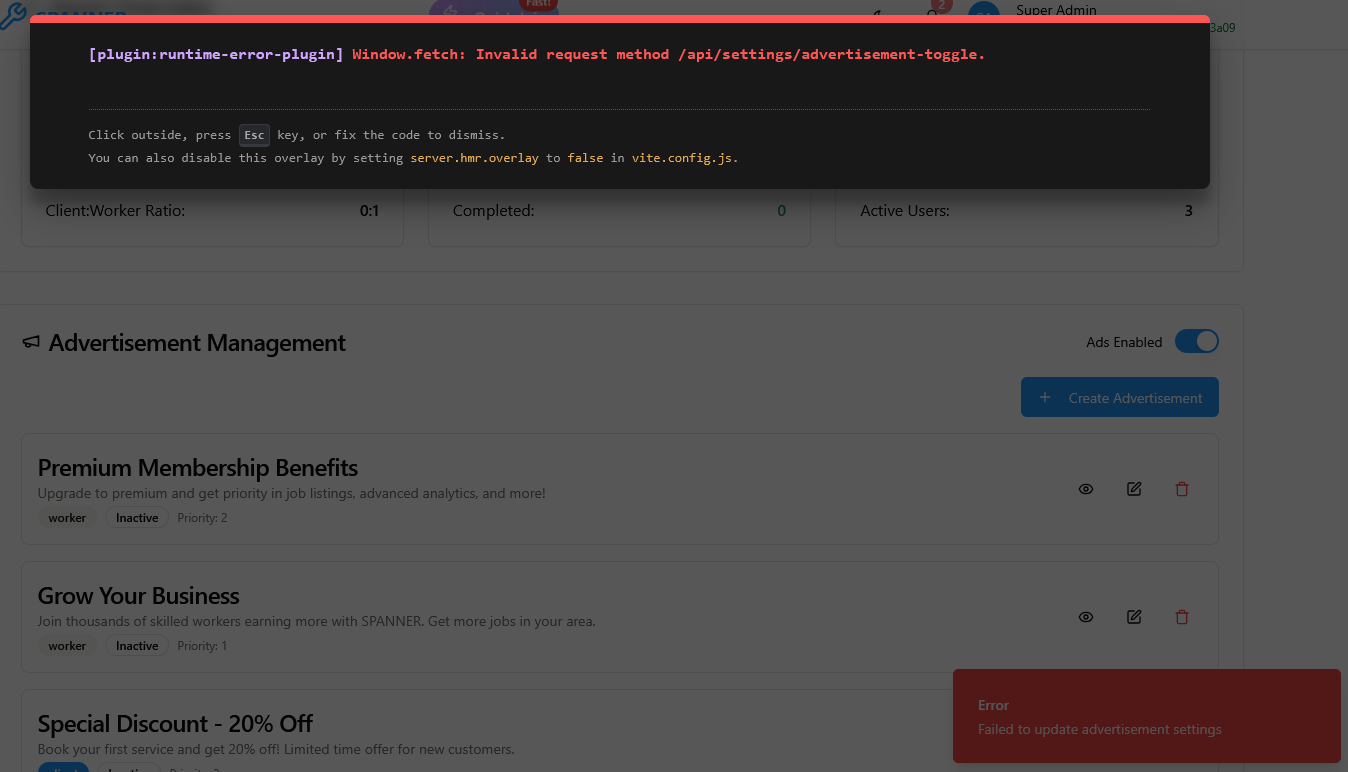 Fast!
2
Super Admin
SPANNER
3a09
[plugin:runtime-error-plugin] Window.fetch: Invalid request method /api/settings/advertisement-toggle.
Click outside, press Esc key, or fix the code to dismiss.
You can also disable this overlay by setting server.hmr.overlay to false in vite.config.js.
Client:Worker Ratio: 0:1
Completed: 0
Active Users: 3
Advertisement Management
Ads Enabled
+ Create Advertisement
Premium Membership Benefits
Upgrade to premium and get priority in job listings, advanced analytics, and more!
worker Inactive Priority: 2
Grow Your Business
Join thousands of skilled workers earning more with SPANNER. Get more jobs in your area.
worker Inactive Priority: 1
Special Discount - 20% Off
Book your first service and get 20% off! Limited time offer for new customers.
Error
Failed to update advertisement settings